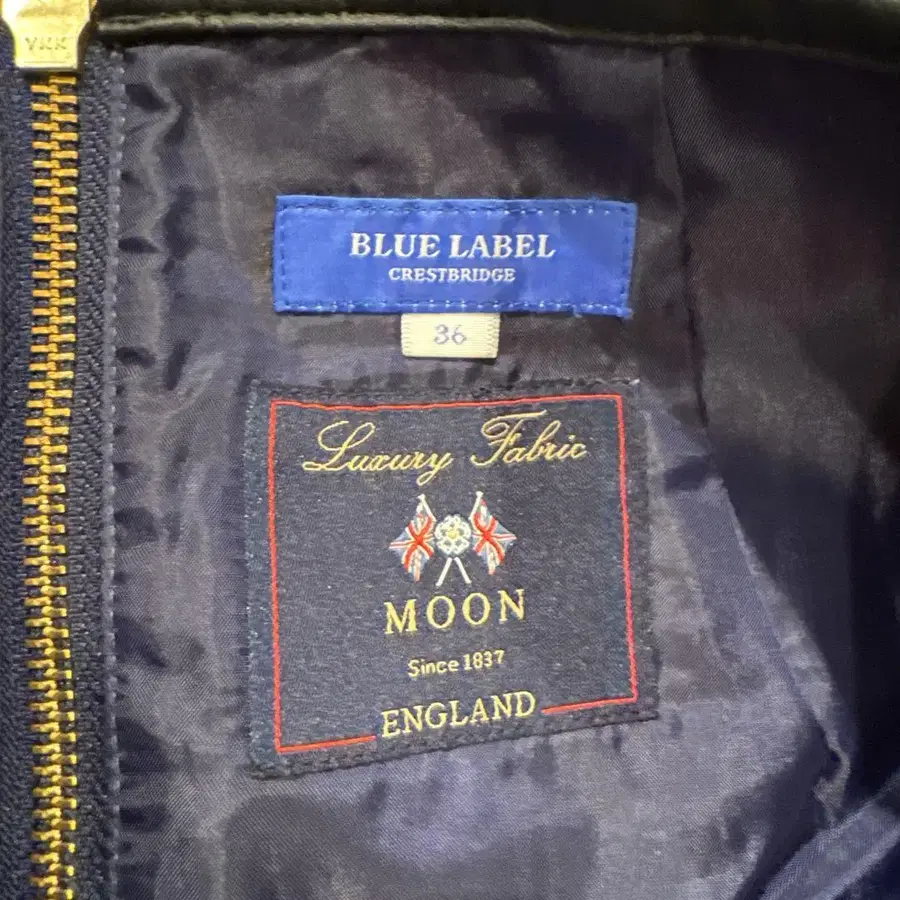 YKK
BLUE LABEL
CRESTBRIDGE
36
Luxury Fabric
MOON
Since 1837
ENGLAND